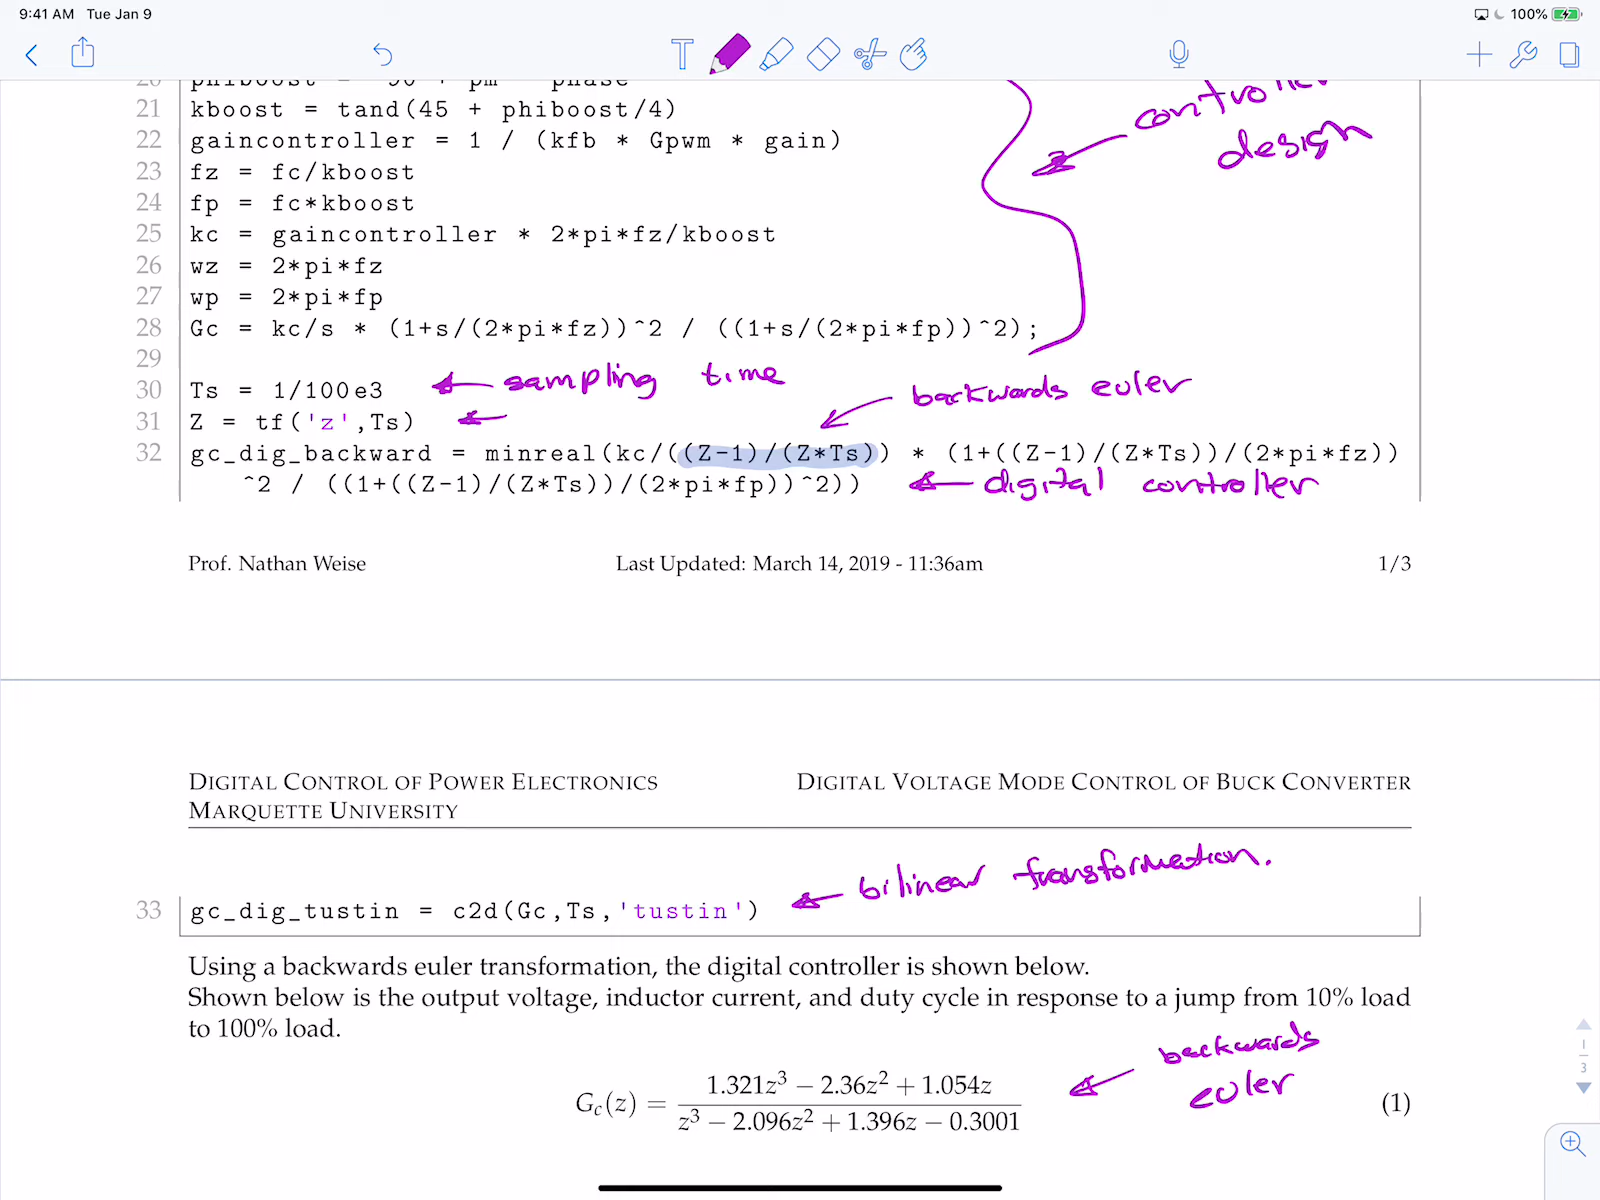 9:41 AM Tue Jan 9
100%
T
21 kboost = tand(45 + phiboost/4)
controller
22 gaincontroller = 1 / (kfb * Gpwm * gain)
design
23 fz = fc/kboost
24 fp = fc*kboost
25 kc = gaincontroller * 2*pi*fz/kboost
26 wz = 2*pi*fz
27 wp = 2*pi*fp
28 Gc = kc/s * (1+s/(2*pi*fz))^2 / ((1+s/(2*pi*fp))^2);
29
30 Ts = 1/100e3
sampling time
backwards euler
31 Z = tf('z',Ts)
32 gc_dig_backward = minreal(kc/((Z-1)/(Z*Ts)) * (1+((Z-1)/(Z*Ts))/(2*pi*fz))
^2 / ((1+((Z-1)/(Z*Ts))/(2*pi*fp))^2))
digital controller
Prof. Nathan Weise Last Updated: March 14, 2019 - 11:36am 1/3
DIGITAL CONTROL OF POWER ELECTRONICS DIGITAL VOLTAGE MODE CONTROL OF BUCK CONVERTER
MARQUETTE UNIVERSITY
bilinear transformation.
33 gc_dig_tustin = c2d(Gc,Ts,'tustin')
Using a backwards euler transformation, the digital controller is shown below.
Shown below is the output voltage, inductor current, and duty cycle in response to a jump from 10% load
to 100% load.
backwards
euler
G_c(z) = (1.321z³ − 2.36z² + 1.054z) / (z³ − 2.096z² + 1.396z − 0.3001) (1)
1
3